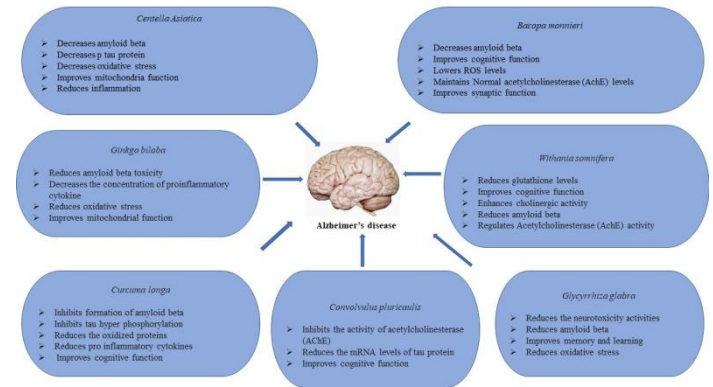 Centella Asiatica
➢ Decreases amyloid beta
➢ Decreases p tau protein
➢ Decreases oxidative stress
➢ Improves mitochondria function
➢ Reduces inflammation
Bacopa monnieri
➢ Decreases amyloid beta
➢ Improves cognitive function
➢ Lowers ROS levels
➢ Maintains Normal acetylcholinesterase (AchE) levels
➢ Improves synaptic function
Ginkgo biloba
➢ Reduces amyloid beta toxicity
➢ Decreases the concentration of proinflammatory
cytokine
➢ Reduces oxidative stress
➢ Improves mitochondrial function
Withania somnifera
➢ Reduces glutathione levels
➢ Improves cognitive function
➢ Enhances cholinergic activity
➢ Reduces amyloid beta
➢ Regulates Acetylcholinesterase (AChE) activity
Alzheimer's disease
Curcuma longa
➢ Inhibits formation of amyloid beta
➢ Inhibits tau hyper phosphorylation
➢ Reduces the oxidized proteins
➢ Reduces pro inflammatory cytokines
➢ Improves cognitive function
Convolvulus pluricaulis
➢ Inhibits the activity of acetylcholinesterase
(AChE)
➢ Reduces the mRNA levels of tau protein
➢ Improves cognitive function
Glycyrrhiza glabra
➢ Reduces the neurotoxicity activities
➢ Reduces amyloid beta
➢ Improves memory and learning
➢ Reduces oxidative stress